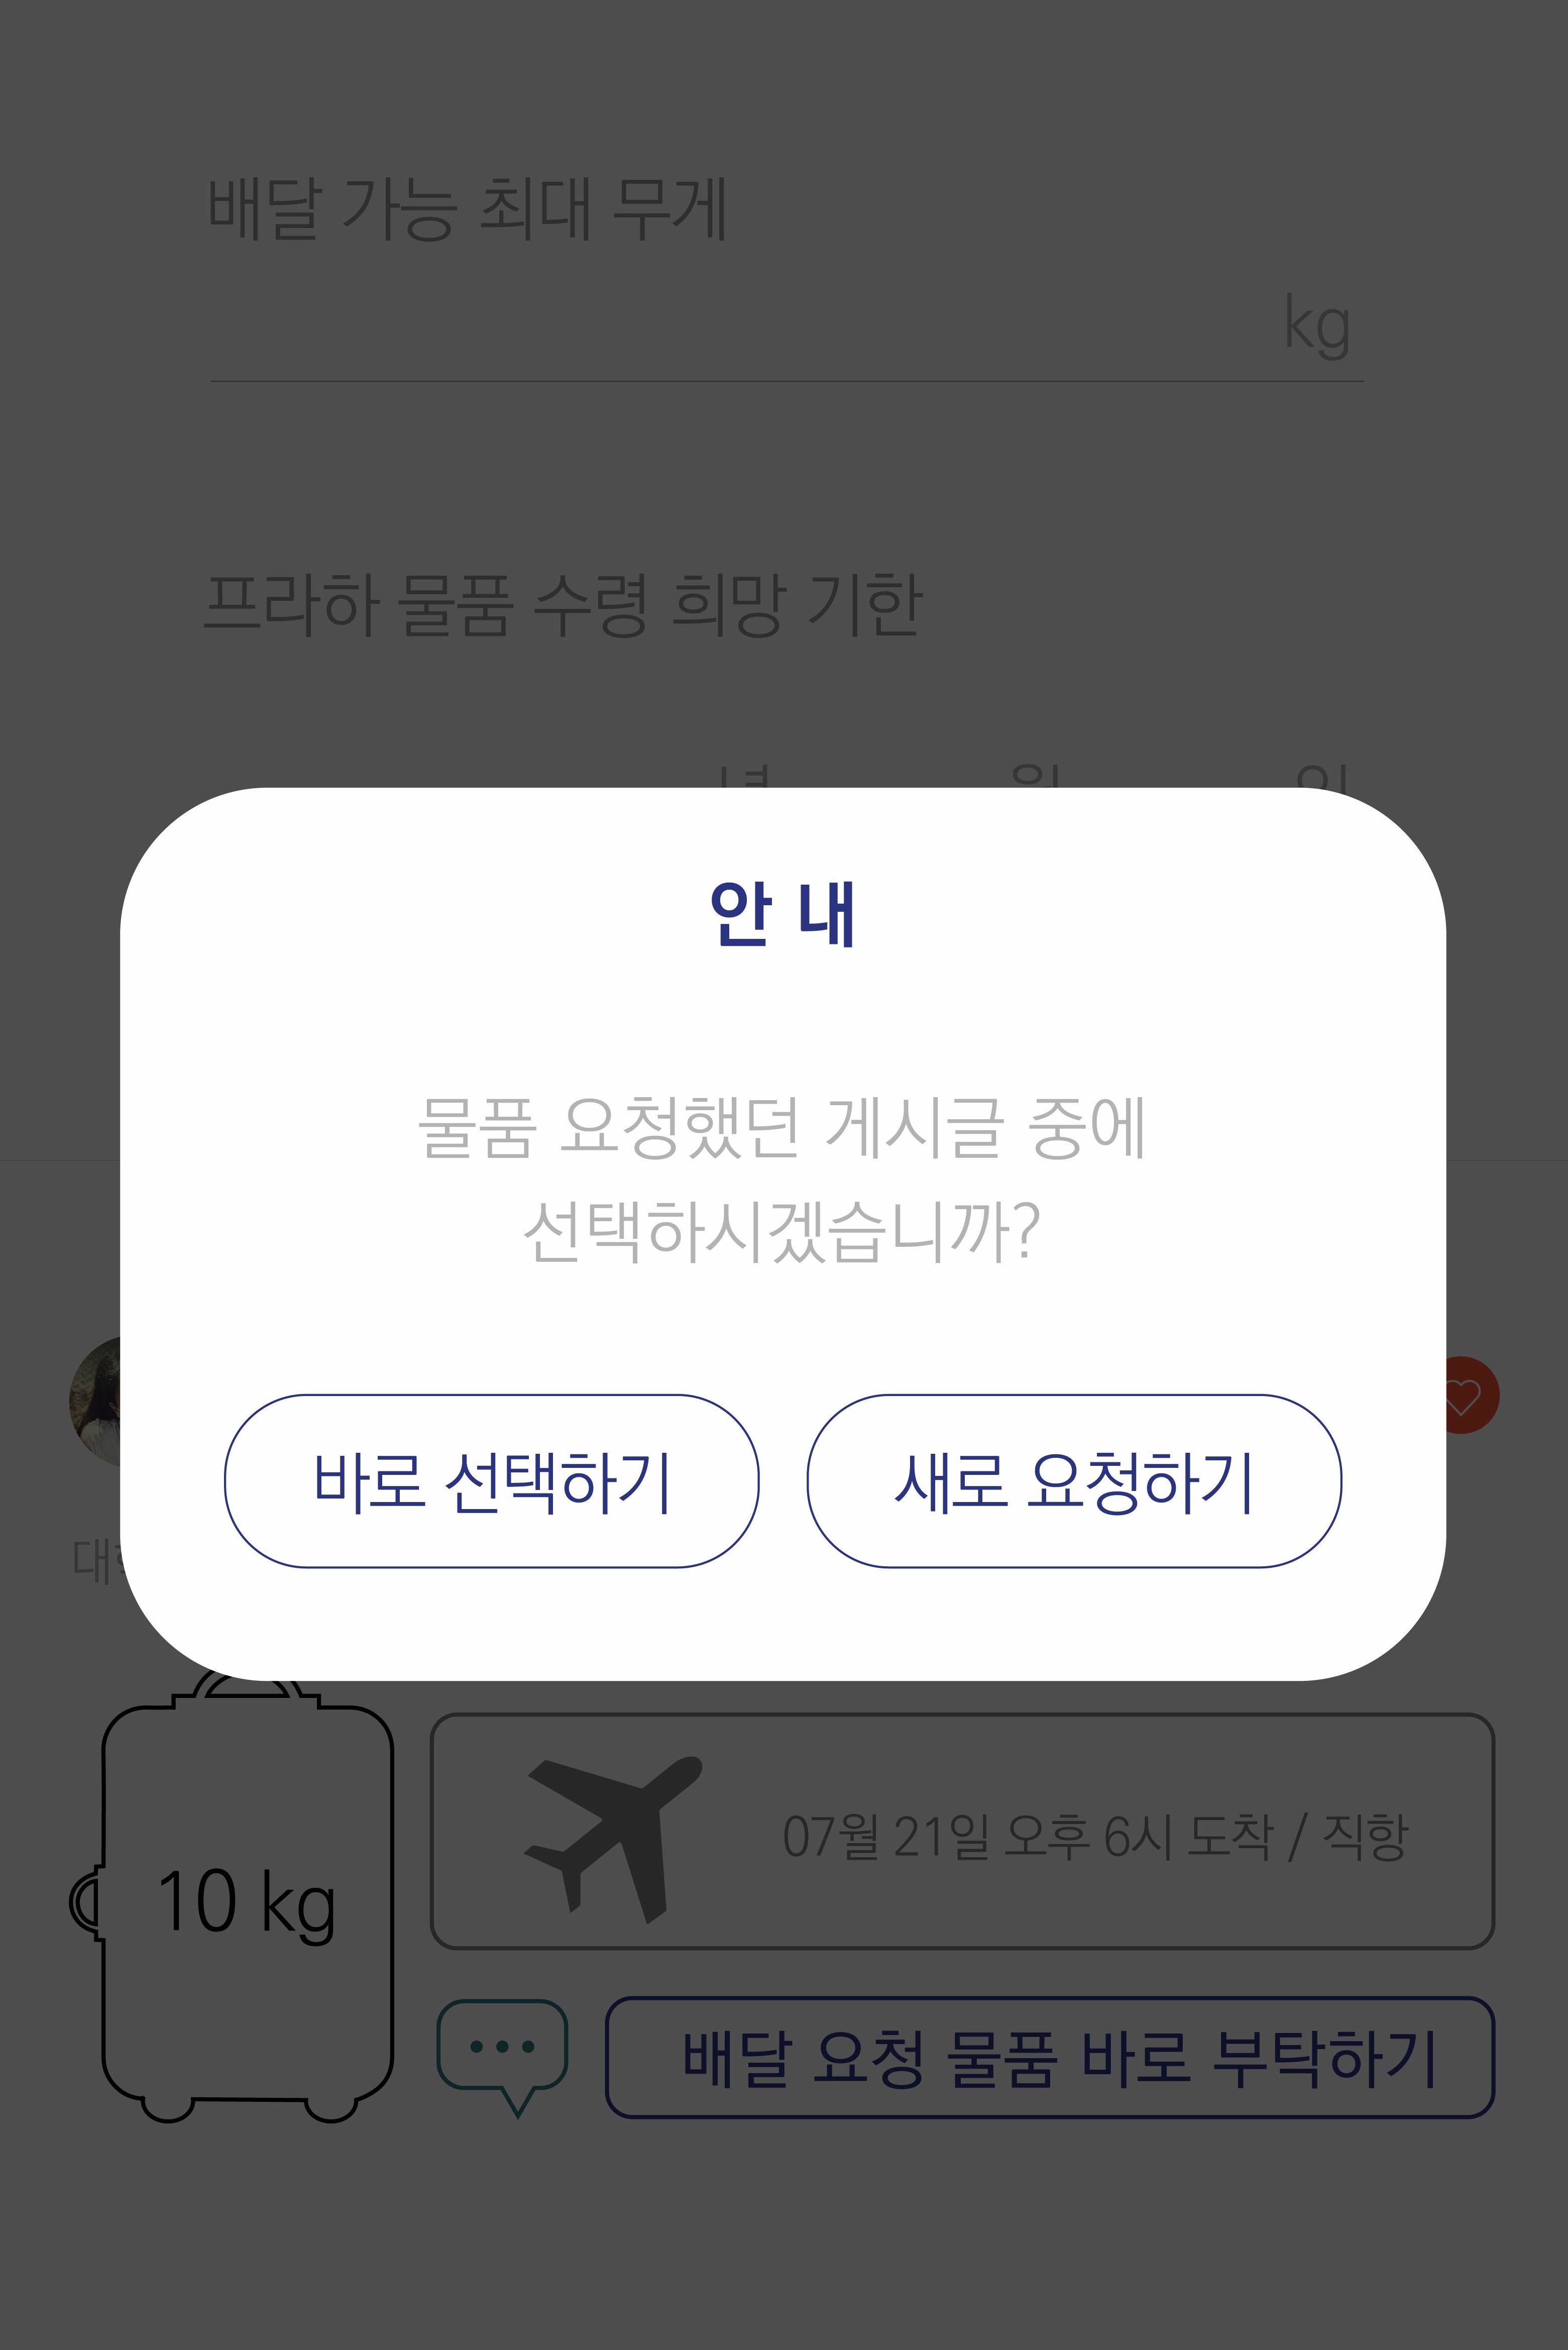 배달 가능 최대 무게
kg
프라하 물품 수령 희망 기한
안 내
물품 요청했던 게시글 중에
선택하시겠습니까?
바로 선택하기
새로 요청하기
07월 21일 오후 6시 도착 / 직항
10 kg
배달 요청 물품 바로 부탁하기